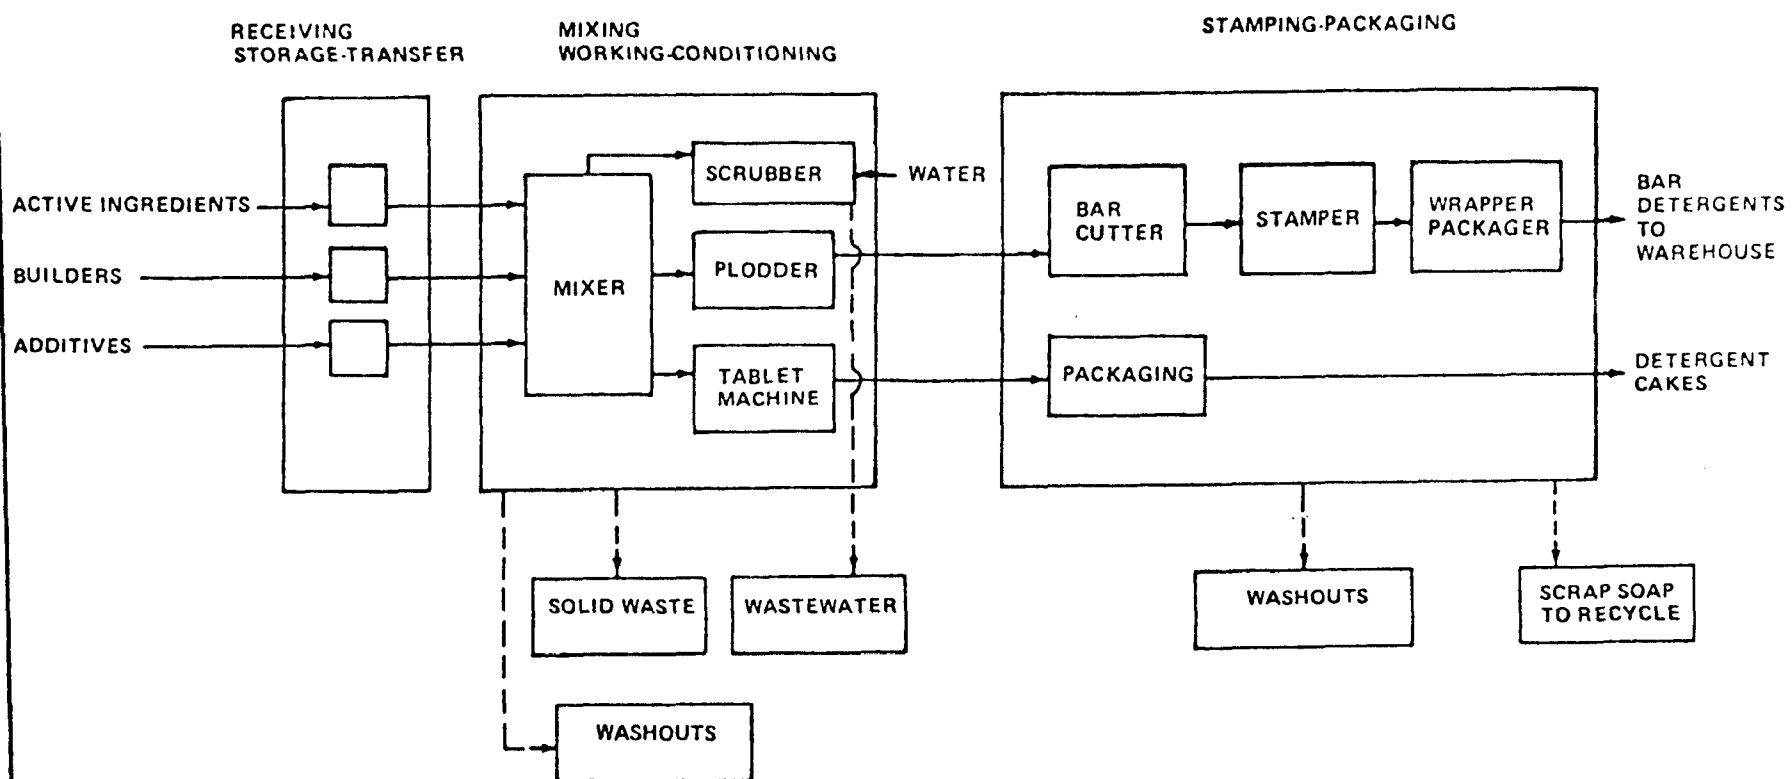 RECEIVING
STORAGE-TRANSFER
MIXING
WORKING-CONDITIONING
STAMPING-PACKAGING
ACTIVE INGREDIENTS
BUILDERS
ADDITIVES
MIXER
SCRUBBER
WATER
PLODDER
TABLET
MACHINE
BAR
CUTTER
STAMPER
WRAPPER
PACKAGER
BAR
DETERGENTS
TO
WAREHOUSE
PACKAGING
DETERGENT
CAKES
SOLID WASTE
WASTEWATER
WASHOUTS
WASHOUTS
SCRAP SOAP
TO RECYCLE